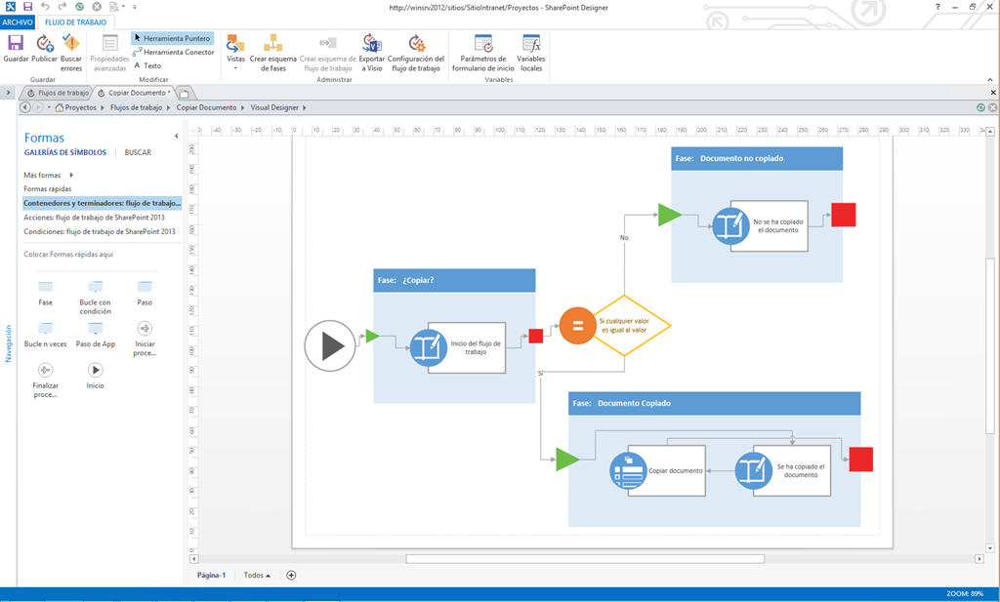 http://winsrv2012/sitios/SitioIntranet/Proyectos - SharePoint Designer
ARCHIVO FLUJO DE TRABAJO
Guardar Publicar Buscar errores
Guardar
Propiedades avanzadas
Herramienta Puntero
Herramienta Conector
A Texto
Modificar
Vistas
Crear esquema de fases
Crear esquema de flujo de trabajo
Exportar a Visio
Configuración del flujo de trabajo
Administrar
Parámetros de formulario de inicio
Variables locales
Variables
Flujos de trabajo Copiar Documento *
Proyectos Flujos de trabajo Copiar Documento Visual Designer
Navegación
Formas
GALERÍAS DE SÍMBOLOS BUSCAR
Más formas
Formas rápidas
Contenedores y terminadores: flujo de trabajo...
Acciones: flujo de trabajo de SharePoint 2013
Condiciones: flujo de trabajo de SharePoint 2013
Colocar Formas rápidas aquí
Fase
Bucle con condición
Paso
Bucle n veces
Paso de App
Iniciar proce...
Finalizar proce...
Inicio
Fase: Documento no copiado
No se ha copiado
el documento
No
Fase: ¿Copiar?
Inicio del flujo de
trabajo
Si cualquier valor
es igual al valor
Sí
Fase: Documento Copiado
Copiar documento
Se ha copiado el
documento
Página-1 Todos
ZOOM: 89%